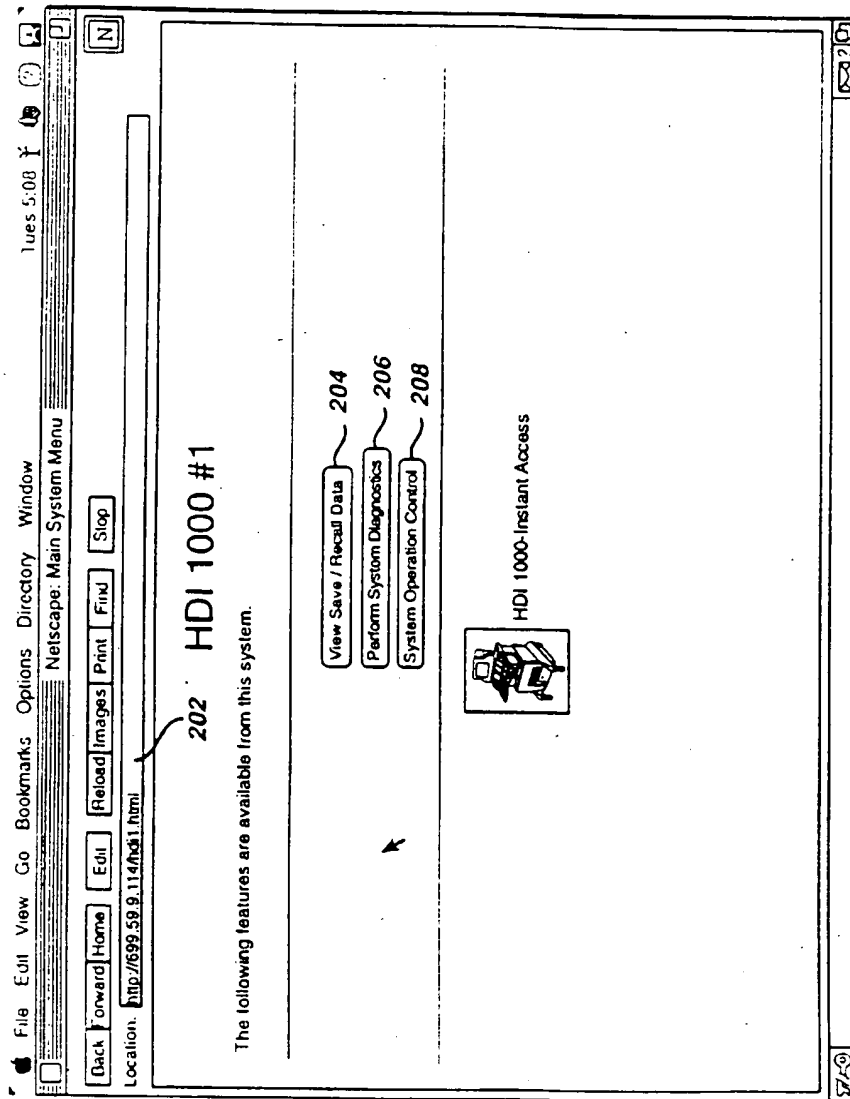 File Edit View Go Bookmarks Options Directory Window Tues 5:08 ?
Netscape: Main System Menu
Back Forward Home Edit Reload Images Print Find Stop N
Location: http://699.59.9.114/hdi1.html
202
HDI 1000 #1
The following features are available from this system.
View Save / Recall Data 204
Perform System Diagnostics 206
System Operation Control 208
HDI 1000-Instant Access
?